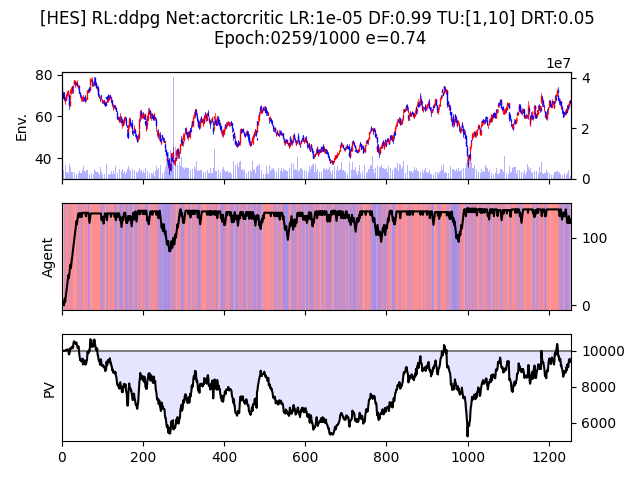 [HES] RL:ddpg Net:actorcritic LR:1e-05 DF:0.99 TU:[1,10] DRT:0.05
Epoch:0259/1000 e=0.74
1e7
80
60
40
Env.
4
2
0
Agent
100
0
PV
10000
8000
6000
0 200 400 600 800 1000 1200